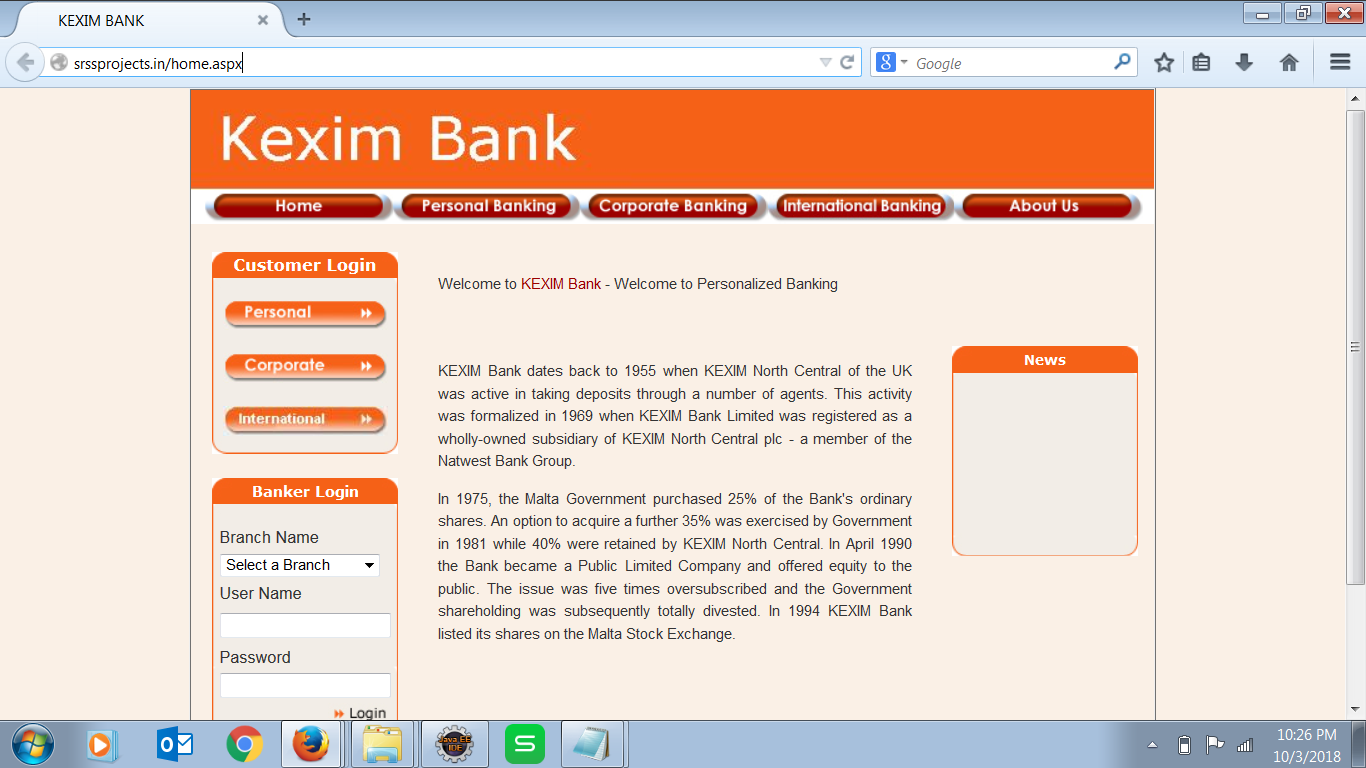 KEXIM BANK
srssprojects.in/home.aspx
Google
Kexim Bank
Home
Personal Banking
Corporate Banking
International Banking
About Us
Customer Login
Personal
Corporate
International
Banker Login
Branch Name
Select a Branch
User Name
Password
Login
Welcome to KEXIM Bank - Welcome to Personalized Banking
KEXIM Bank dates back to 1955 when KEXIM North Central of the UK
was active in taking deposits through a number of agents. This activity
was formalized in 1969 when KEXIM Bank Limited was registered as a
wholly-owned subsidiary of KEXIM North Central plc - a member of the
Natwest Bank Group.
In 1975, the Malta Government purchased 25% of the Bank's ordinary
shares. An option to acquire a further 35% was exercised by Government
in 1981 while 40% were retained by KEXIM North Central. In April 1990
the Bank became a Public Limited Company and offered equity to the
public. The issue was five times oversubscribed and the Government
shareholding was subsequently totally divested. In 1994 KEXIM Bank
listed its shares on the Malta Stock Exchange.
News
Java EE
IDE
S
10:26 PM
10/3/2018